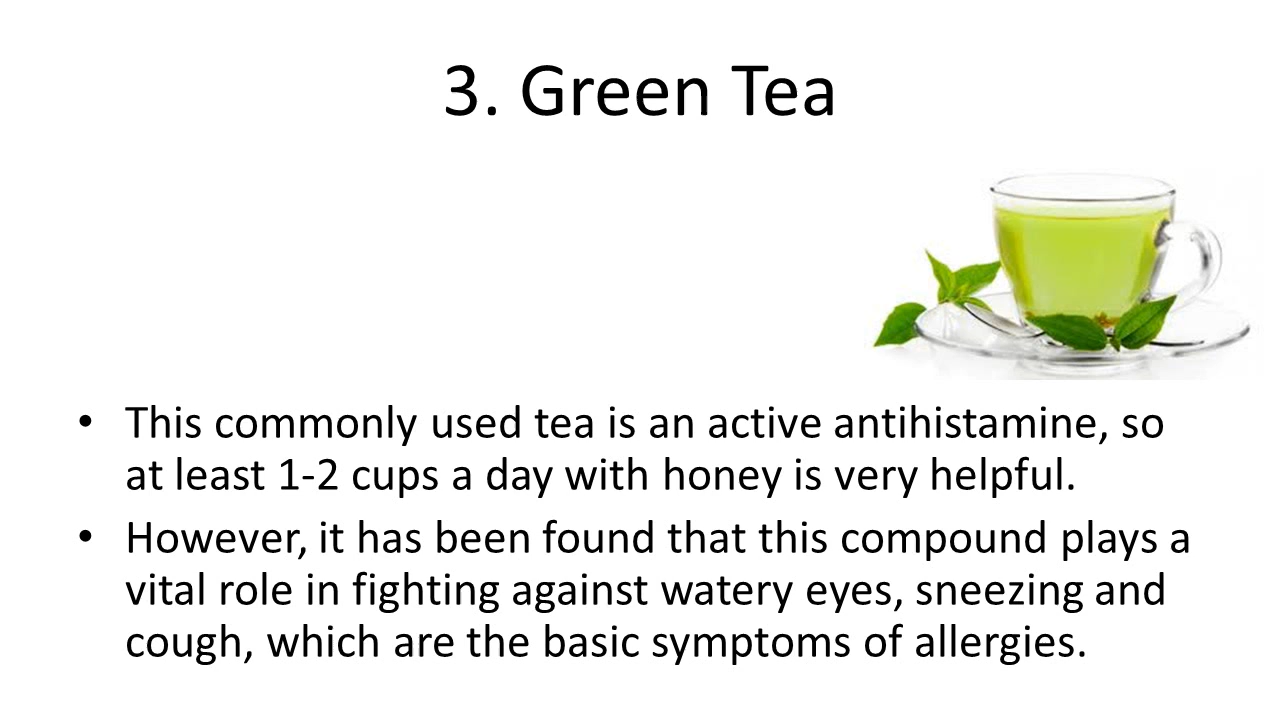 3. Green Tea
• This commonly used tea is an active antihistamine, so
at least 1-2 cups a day with honey is very helpful.
• However, it has been found that this compound plays a
vital role in fighting against watery eyes, sneezing and
cough, which are the basic symptoms of allergies.